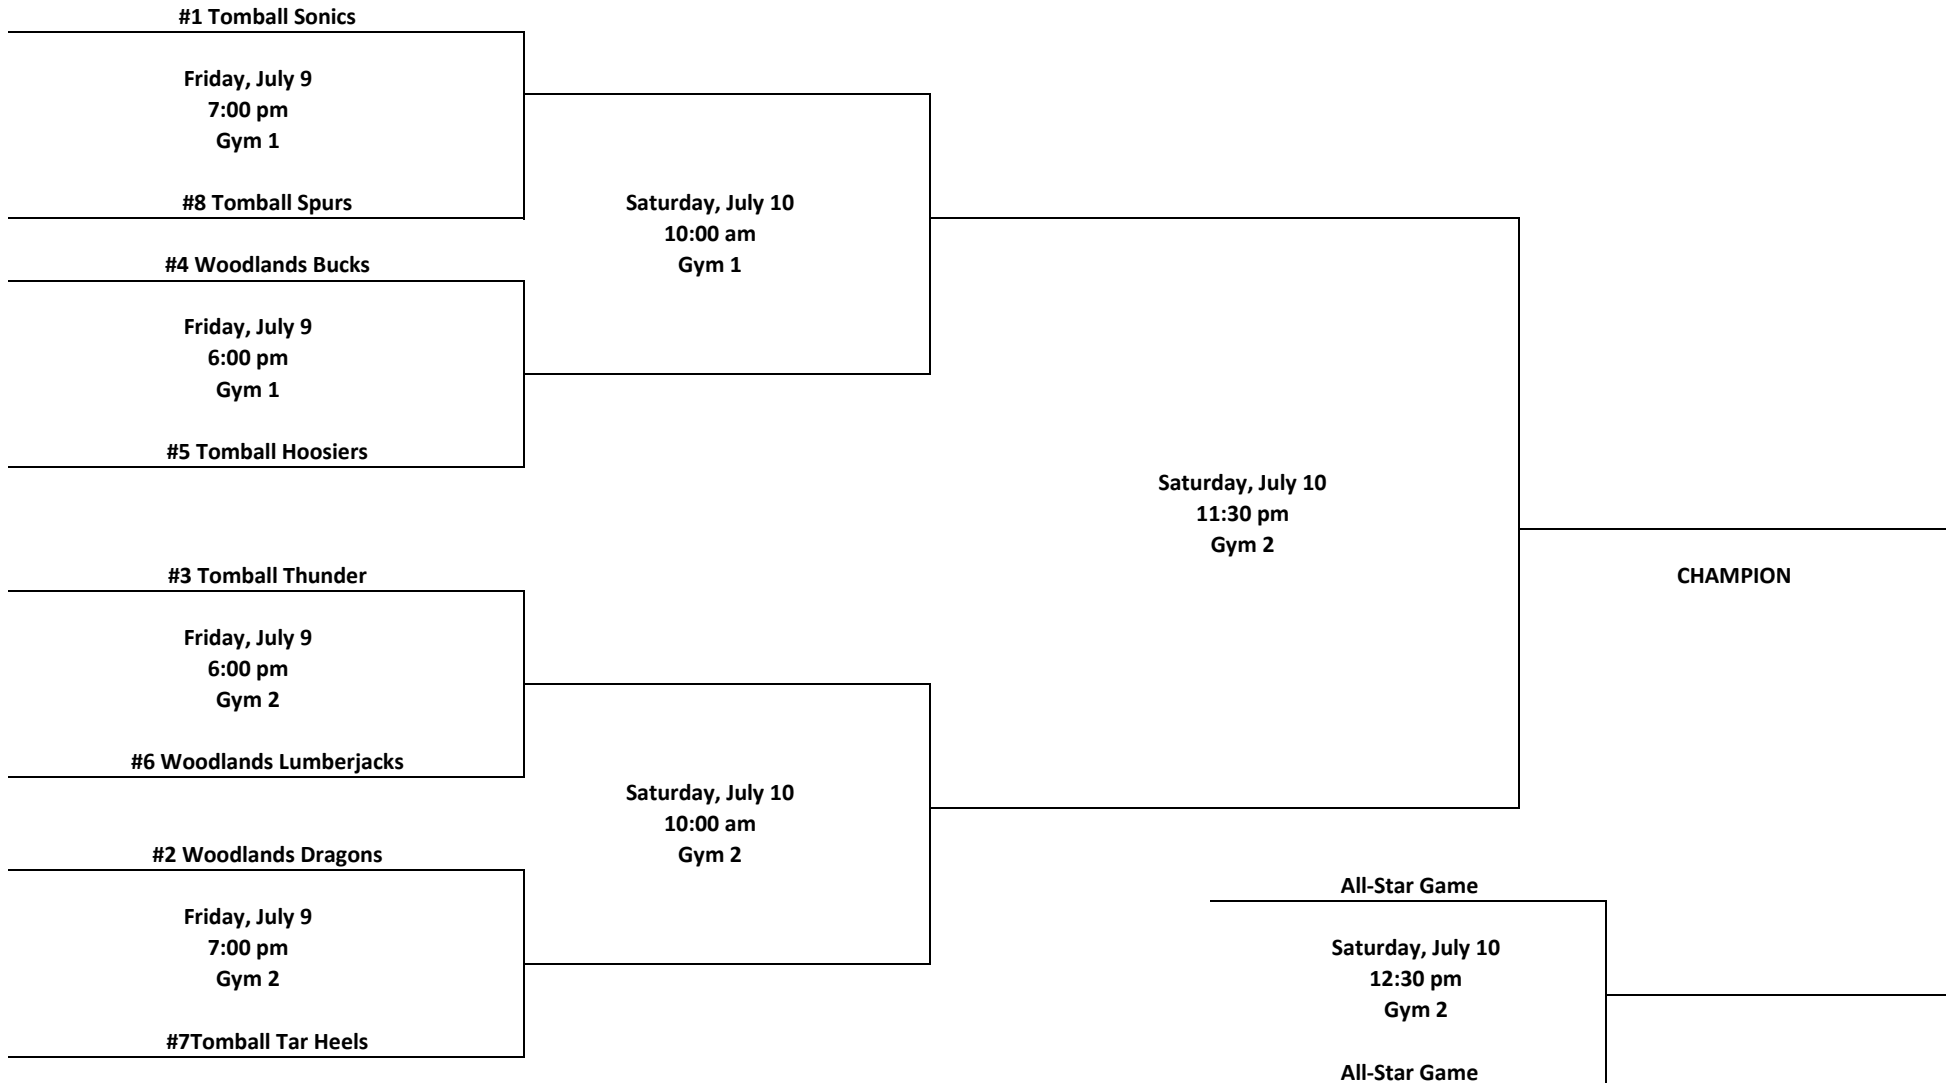 #1 Tomball Sonics
Friday, July 9
7:00 pm
Gym 1
#8 Tomball Spurs
#4 Woodlands Bucks
Friday, July 9
6:00 pm
Gym 1
#5 Tomball Hoosiers
#3 Tomball Thunder
Friday, July 9
6:00 pm
Gym 2
#6 Woodlands Lumberjacks
#2 Woodlands Dragons
Friday, July 9
7:00 pm
Gym 2
#7Tomball Tar Heels
Saturday, July 10
10:00 am
Gym 1
Saturday, July 10
10:00 am
Gym 2
Saturday, July 10
11:30 pm
Gym 2
CHAMPION
All-Star Game
Saturday, July 10
12:30 pm
Gym 2
All-Star Game